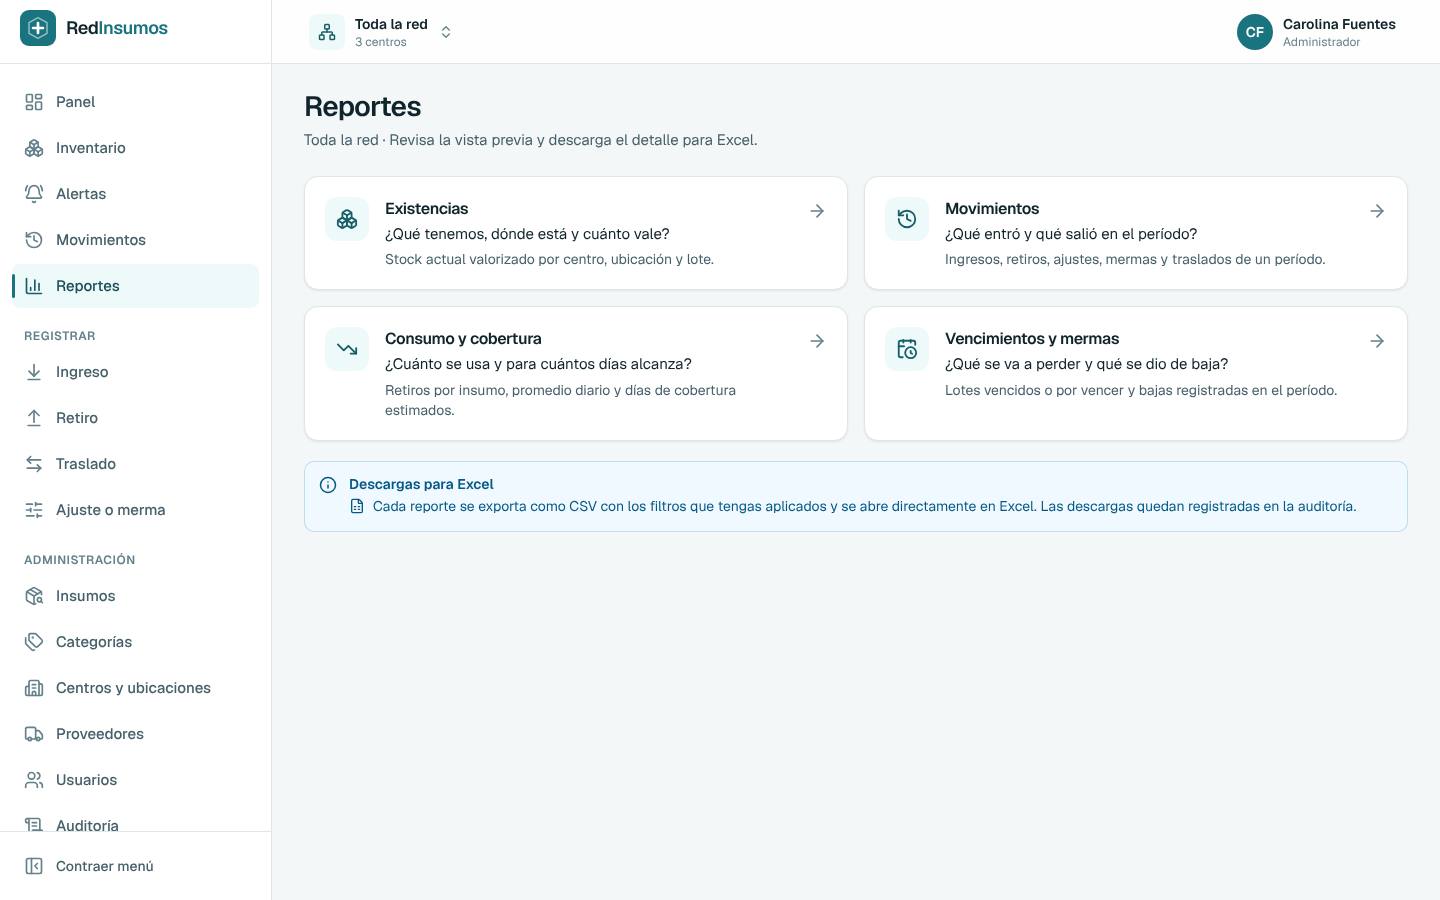 RedInsumos
Toda la red
3 centros
CF
Carolina Fuentes
Administrador
Panel
Inventario
Alertas
Movimientos
Reportes
REGISTRAR
Ingreso
Retiro
Traslado
Ajuste o merma
ADMINISTRACIÓN
Insumos
Categorías
Centros y ubicaciones
Proveedores
Usuarios
Auditoría
Contraer menú
Reportes
Toda la red · Revisa la vista previa y descarga el detalle para Excel.
Existencias
¿Qué tenemos, dónde está y cuánto vale?
Stock actual valorizado por centro, ubicación y lote.
Movimientos
¿Qué entró y qué salió en el período?
Ingresos, retiros, ajustes, mermas y traslados de un período.
Consumo y cobertura
¿Cuánto se usa y para cuántos días alcanza?
Retiros por insumo, promedio diario y días de cobertura
estimados.
Vencimientos y mermas
¿Qué se va a perder y qué se dio de baja?
Lotes vencidos o por vencer y bajas registradas en el período.
Descargas para Excel
Cada reporte se exporta como CSV con los filtros que tengas aplicados y se abre directamente en Excel. Las descargas quedan registradas en la auditoría.